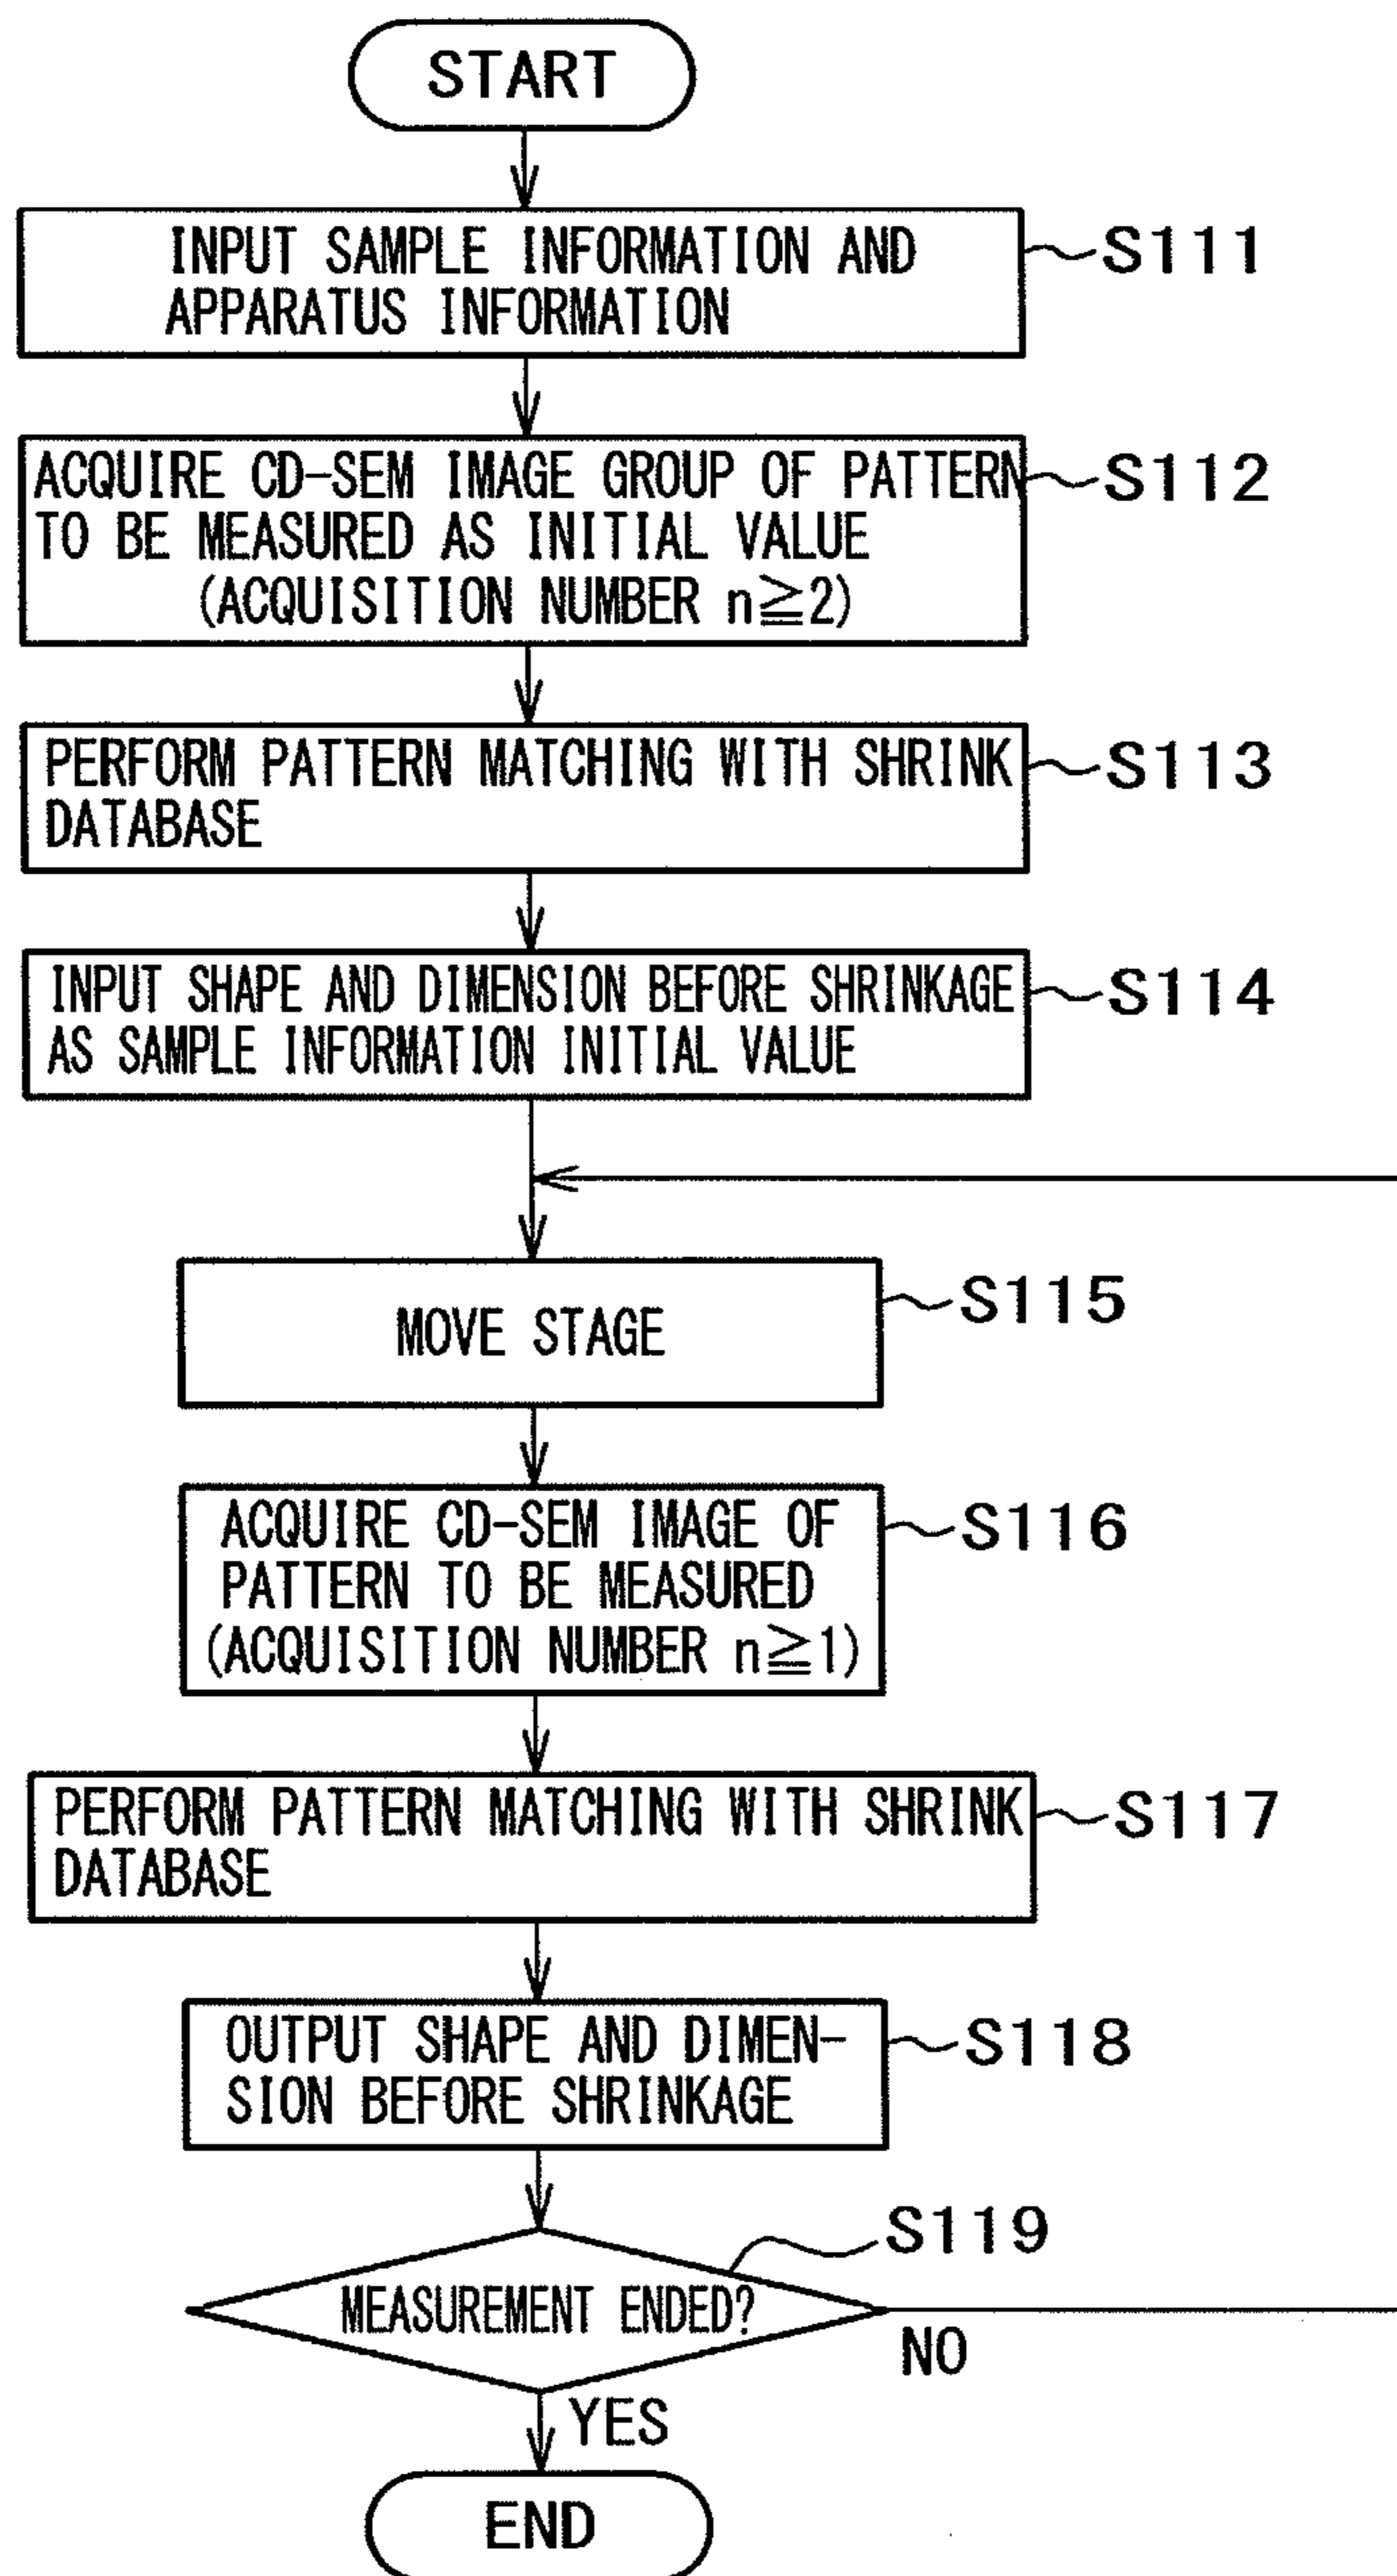 START
INPUT SAMPLE INFORMATION AND
APPARATUS INFORMATION
S111
ACQUIRE CD-SEM IMAGE GROUP OF PATTERN
TO BE MEASURED AS INITIAL VALUE
(ACQUISITION NUMBER n≧2)
S112
PERFORM PATTERN MATCHING WITH SHRINK
DATABASE
S113
INPUT SHAPE AND DIMENSION BEFORE SHRINKAGE
AS SAMPLE INFORMATION INITIAL VALUE
S114
MOVE STAGE
S115
ACQUIRE CD-SEM IMAGE OF
PATTERN TO BE MEASURED
(ACQUISITION NUMBER n≧1)
S116
PERFORM PATTERN MATCHING WITH SHRINK
DATABASE
S117
OUTPUT SHAPE AND DIMEN-
SION BEFORE SHRINKAGE
S118
MEASUREMENT ENDED?
S119
NO
YES
END